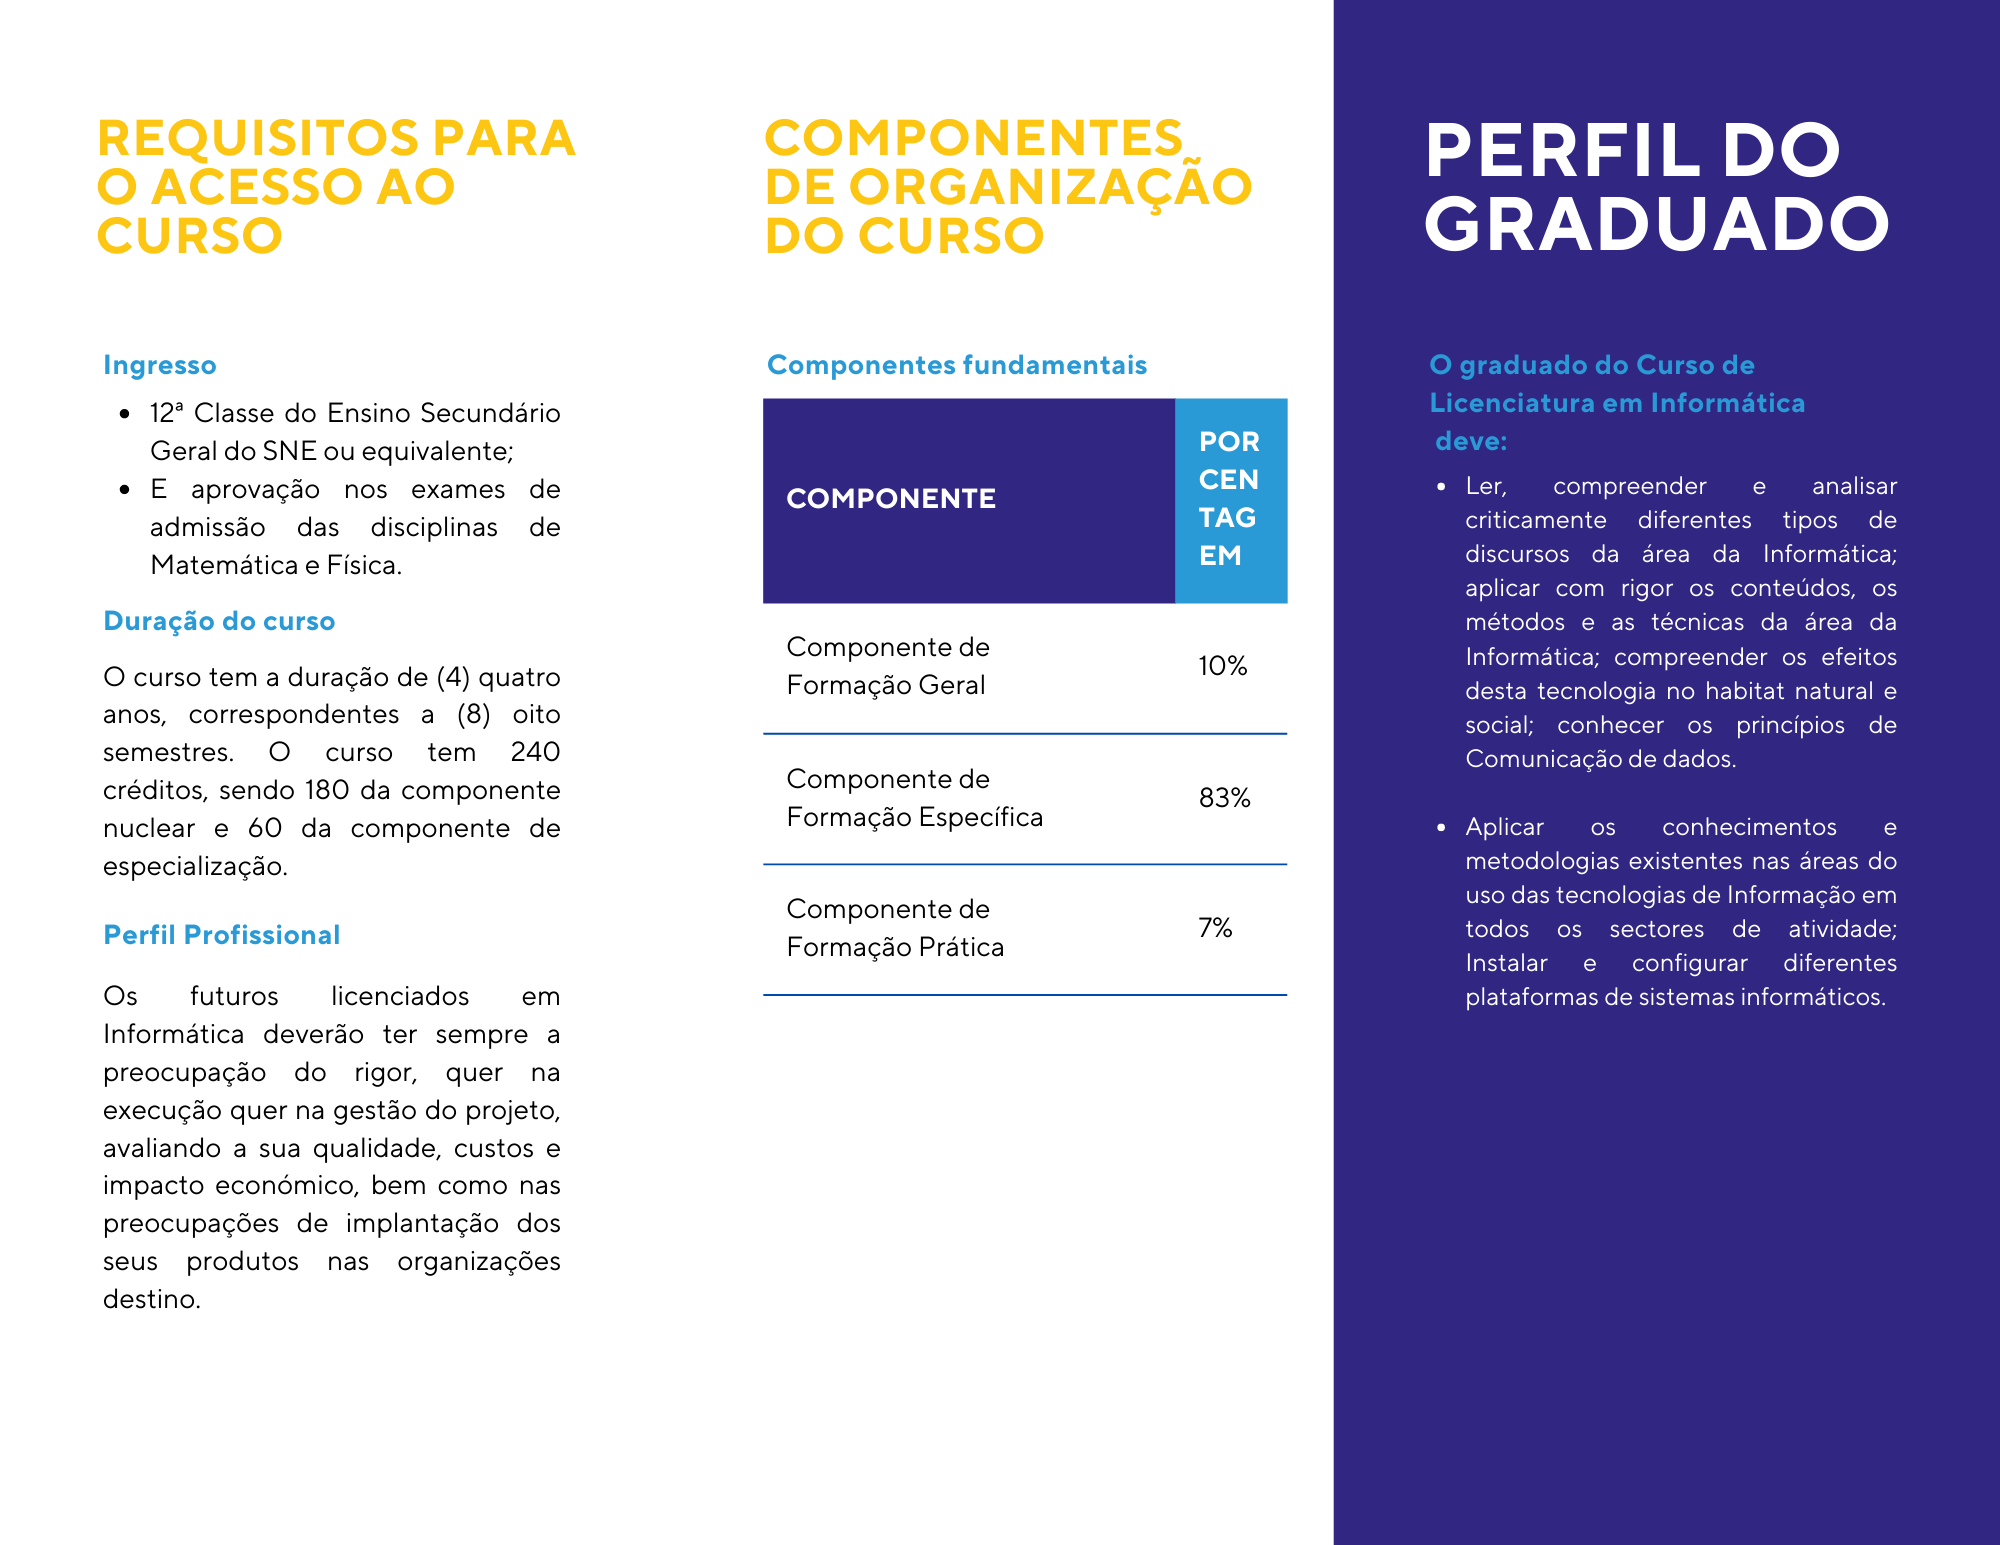 REQUISITOS PARA
O ACESSO AO
CURSO
Ingresso
• 12ª Classe do Ensino Secundário
Geral do SNE ou equivalente;
• E aprovação nos exames de
admissão das disciplinas de
Matemática e Física.
Duração do curso
O curso tem a duração de (4) quatro
anos, correspondentes a (8) oito
semestres. O curso tem 240
créditos, sendo 180 da componente
nuclear e 60 da componente de
especialização.
Perfil Profissional
Os futuros licenciados em
Informática deverão ter sempre a
preocupação do rigor, quer na
execução quer na gestão do projeto,
avaliando a sua qualidade, custos e
impacto económico, bem como nas
preocupações de implantação dos
seus produtos nas organizações
destino.
COMPONENTES
DE ORGANIZAÇÃO
DO CURSO
Componentes fundamentais
COMPONENTE
POR
CEN
TAG
EM
Componente de
Formação Geral
10%
Componente de
Formação Específica
83%
Componente de
Formação Prática
7%
PERFIL DO
GRADUADO
O graduado do Curso de
Licenciatura em Informática
deve:
• Ler, compreender e analisar
criticamente diferentes tipos de
discursos da área da Informática;
aplicar com rigor os conteúdos, os
métodos e as técnicas da área da
Informática; compreender os efeitos
desta tecnologia no habitat natural e
social; conhecer os princípios de
Comunicação de dados.
• Aplicar os conhecimentos e
metodologias existentes nas áreas do
uso das tecnologias de Informação em
todos os sectores de atividade;
Instalar e configurar diferentes
plataformas de sistemas informáticos.